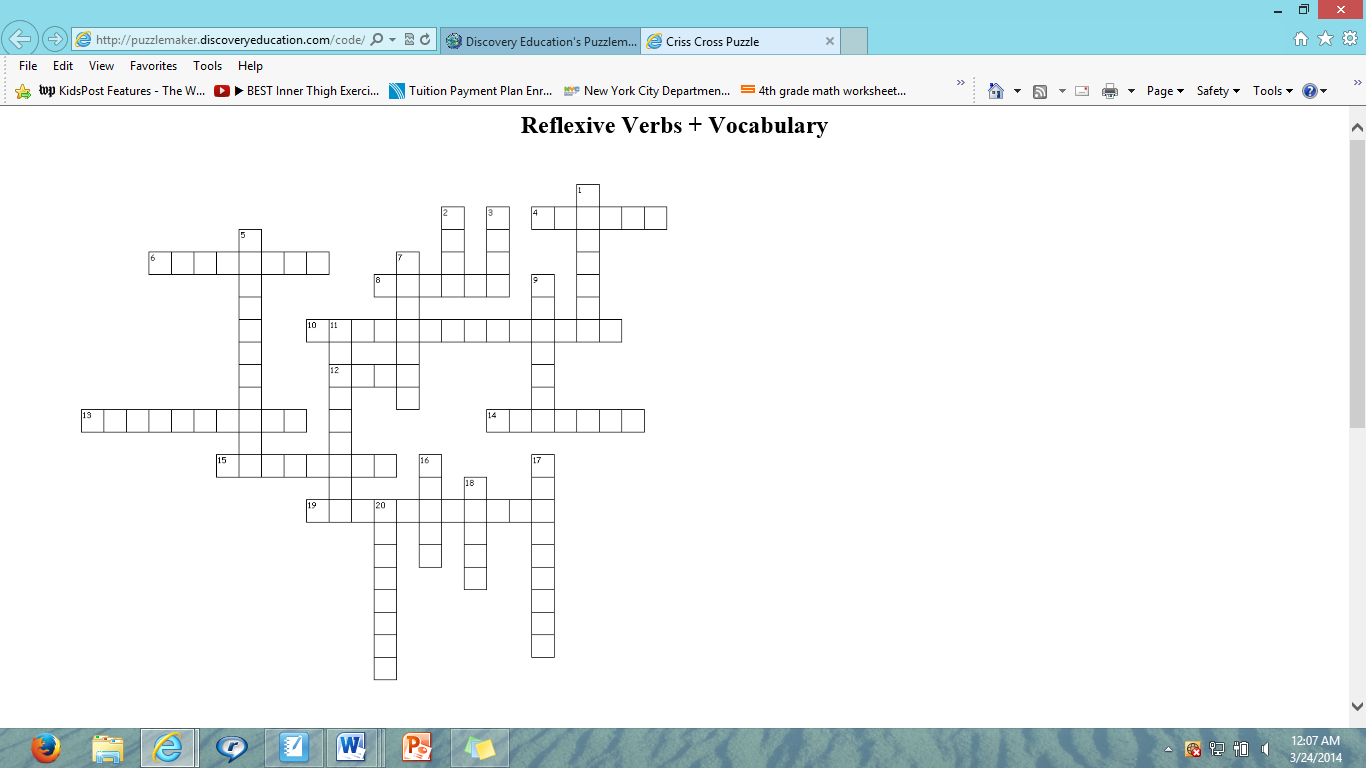 http://puzzlemaker.discoveryeducation.com/code/
Discovery Education's Puzzlem...
Criss Cross Puzzle
File Edit View Favorites Tools Help
KidsPost Features - The W...
▶ BEST Inner Thigh Exerci...
Tuition Payment Plan Enr...
New York City Departmen...
4th grade math worksheet...
Page Safety Tools
Reflexive Verbs + Vocabulary
1
2 3 4
5
6 7
8 9
10 11
12
13 14
15 16 17
18
19 20
12:07 AM
3/24/2014